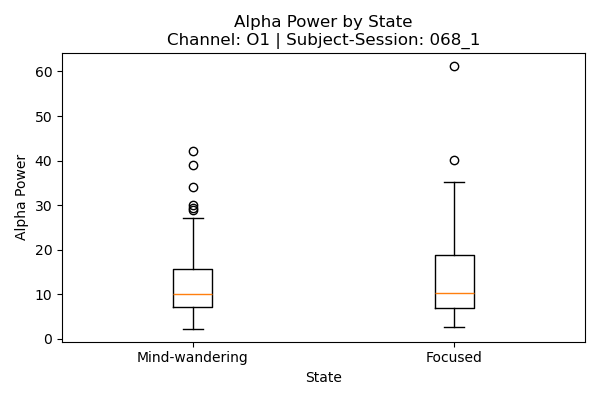 Alpha Power by State
Channel: O1 | Subject-Session: 068_1
Alpha Power
60
50
40
30
20
10
0
Mind-wandering
Focused
State